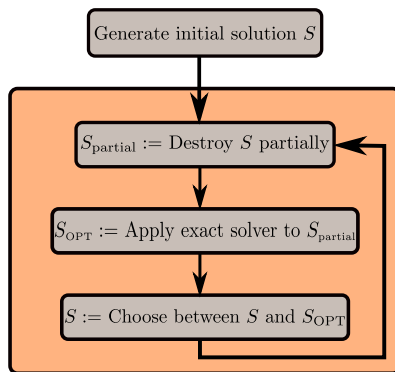 Generate initial solution S
S_partial := Destroy S partially
S_OPT := Apply exact solver to S_partial
S := Choose between S and S_OPT